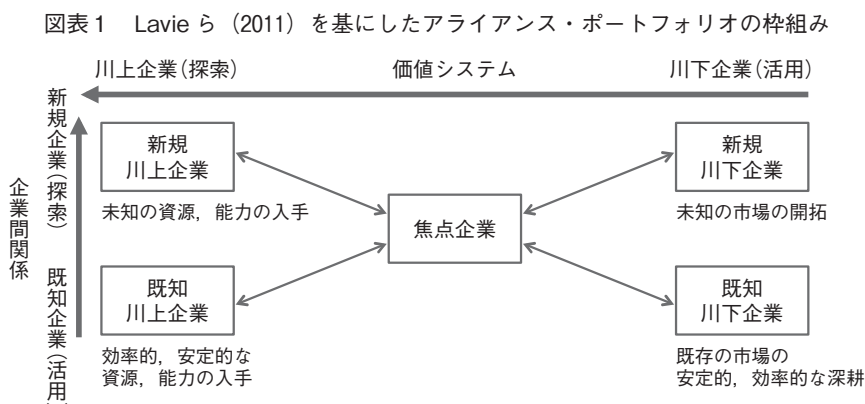 図表1 Lavieら(2011)を基にしたアライアンス・ポートフォリオの枠組み
川上企業(探索)
価値システム
川下企業(活用)
企業間関係
新規企業(探索)
既知企業(活用
新規
川上企業
未知の資源，能力の入手
新規
川下企業
未知の市場の開拓
焦点企業
既知
川上企業
効率的，安定的な
資源，能力の入手
既知
川下企業
既存の市場の
安定的，効率的な深耕